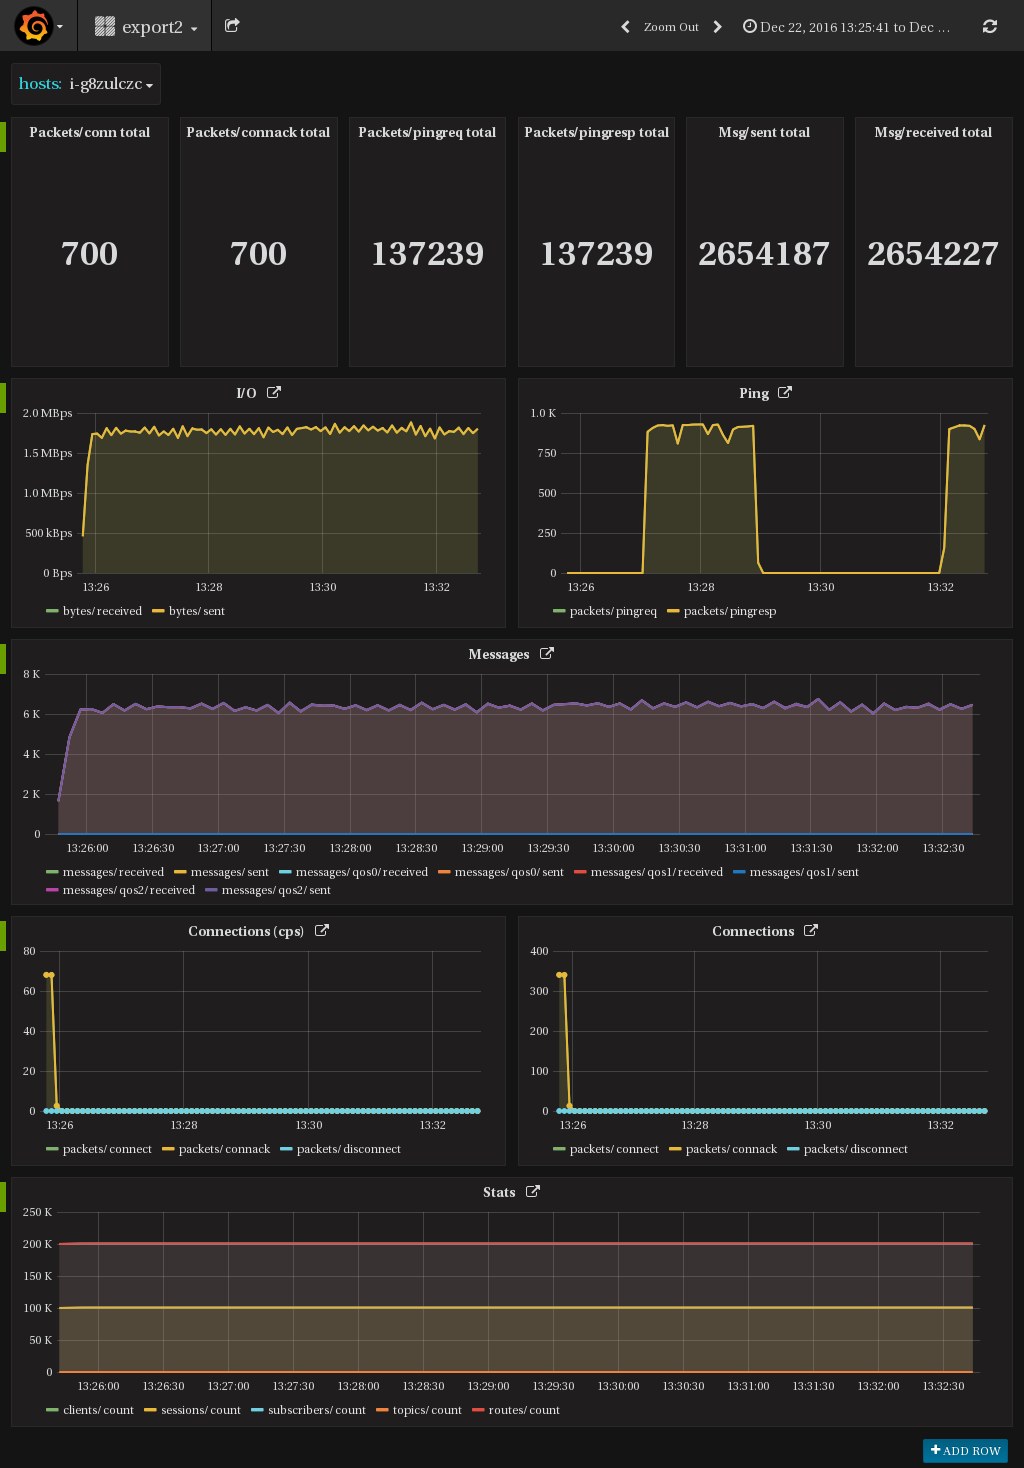 export2
Zoom Out
Dec 22, 2016 13:25:41 to Dec ...
hosts: i-g8zulczc
Packets/conn total
Packets/connack total
Packets/pingreq total
Packets/pingresp total
Msg/sent total
Msg/received total
700
700
137239
137239
2654187
2654227
I/O
2.0 MBps
1.5 MBps
1.0 MBps
500 kBps
0 Bps
13:26 13:28 13:30 13:32
bytes/received bytes/sent
Ping
1.0 K
750
500
250
0
13:26 13:28 13:30 13:32
packets/pingreq packets/pingresp
Messages
8 K
6 K
4 K
2 K
0
13:26:00 13:26:30 13:27:00 13:27:30 13:28:00 13:28:30 13:29:00 13:29:30 13:30:00 13:30:30 13:31:00 13:31:30 13:32:00 13:32:30
messages/received messages/sent messages/qos0/received messages/qos0/sent messages/qos1/received messages/qos1/sent
messages/qos2/received messages/qos2/sent
Connections (cps)
80
60
40
20
0
13:26 13:28 13:30 13:32
packets/connect packets/connack packets/disconnect
Connections
400
300
200
100
0
13:26 13:28 13:30 13:32
packets/connect packets/connack packets/disconnect
Stats
250 K
200 K
150 K
100 K
50 K
0
13:26:00 13:26:30 13:27:00 13:27:30 13:28:00 13:28:30 13:29:00 13:29:30 13:30:00 13:30:30 13:31:00 13:31:30 13:32:00 13:32:30
clients/count sessions/count subscribers/count topics/count routes/count
ADD ROW